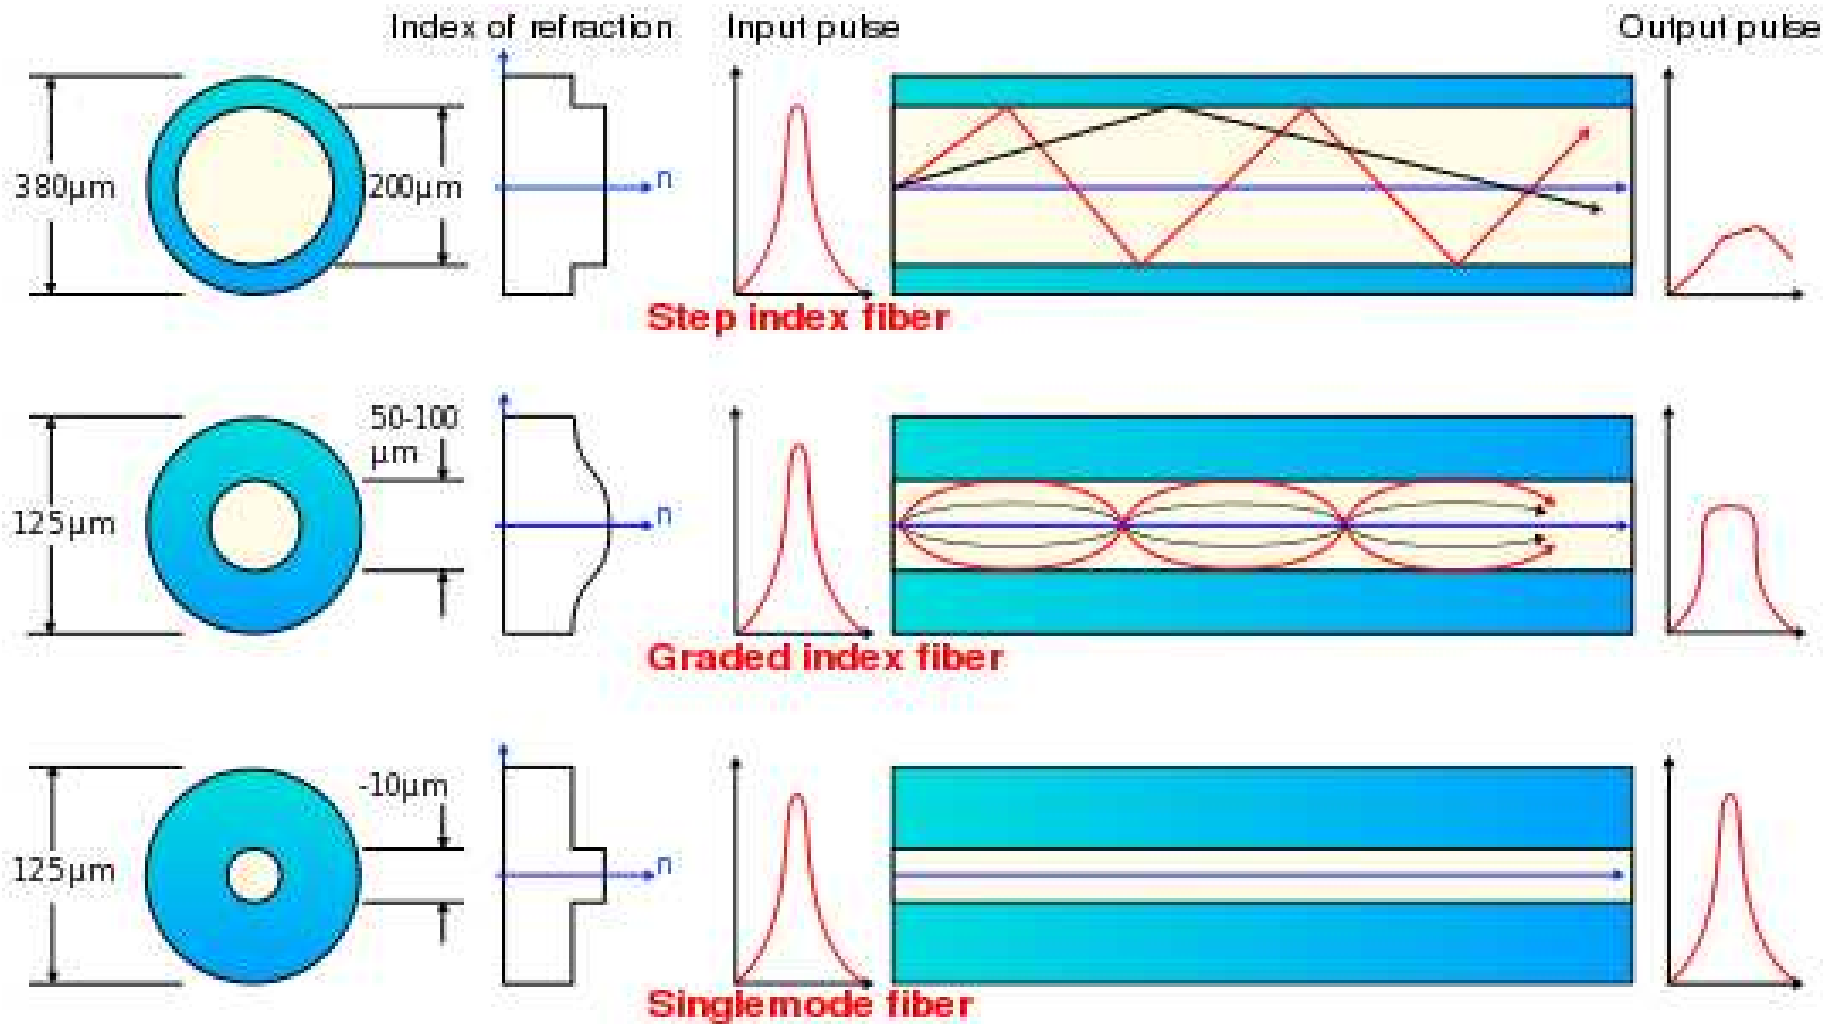 Index of refraction
Input pulse
Output pulse
380µm
200µm
n
Step index fiber
50-100
µm
125µm
n
Graded index fiber
-10µm
125µm
n
Singlemode fiber